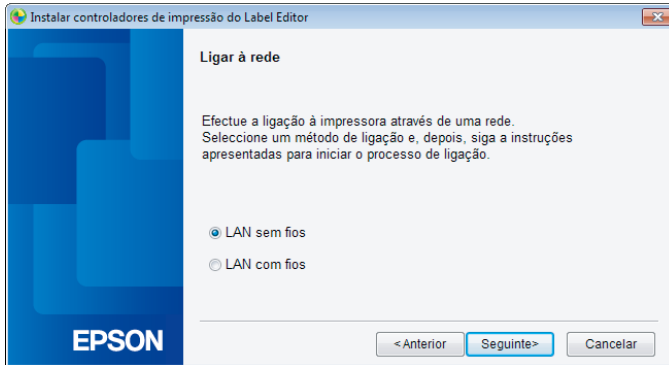 Instalar controladores de impressão do Label Editor
Ligar à rede
Efectue a ligação à impressora através de uma rede.
Seleccione um método de ligação e, depois, siga a instruções
apresentadas para iniciar o processo de ligação.
LAN sem fios
LAN com fios
EPSON
<Anterior
Seguinte>
Cancelar